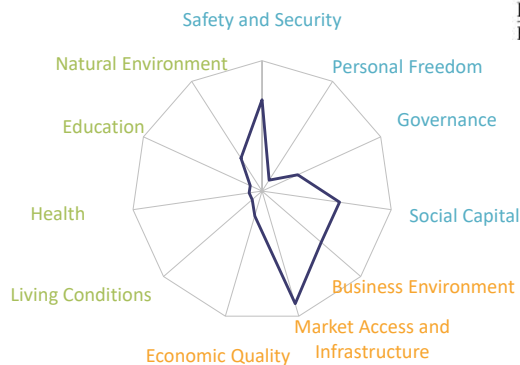 Safety and Security
Natural Environment
Personal Freedom
Education
Governance
Health
Social Capital
Living Conditions
Business Environment
Market Access and
Infrastructure
Economic Quality